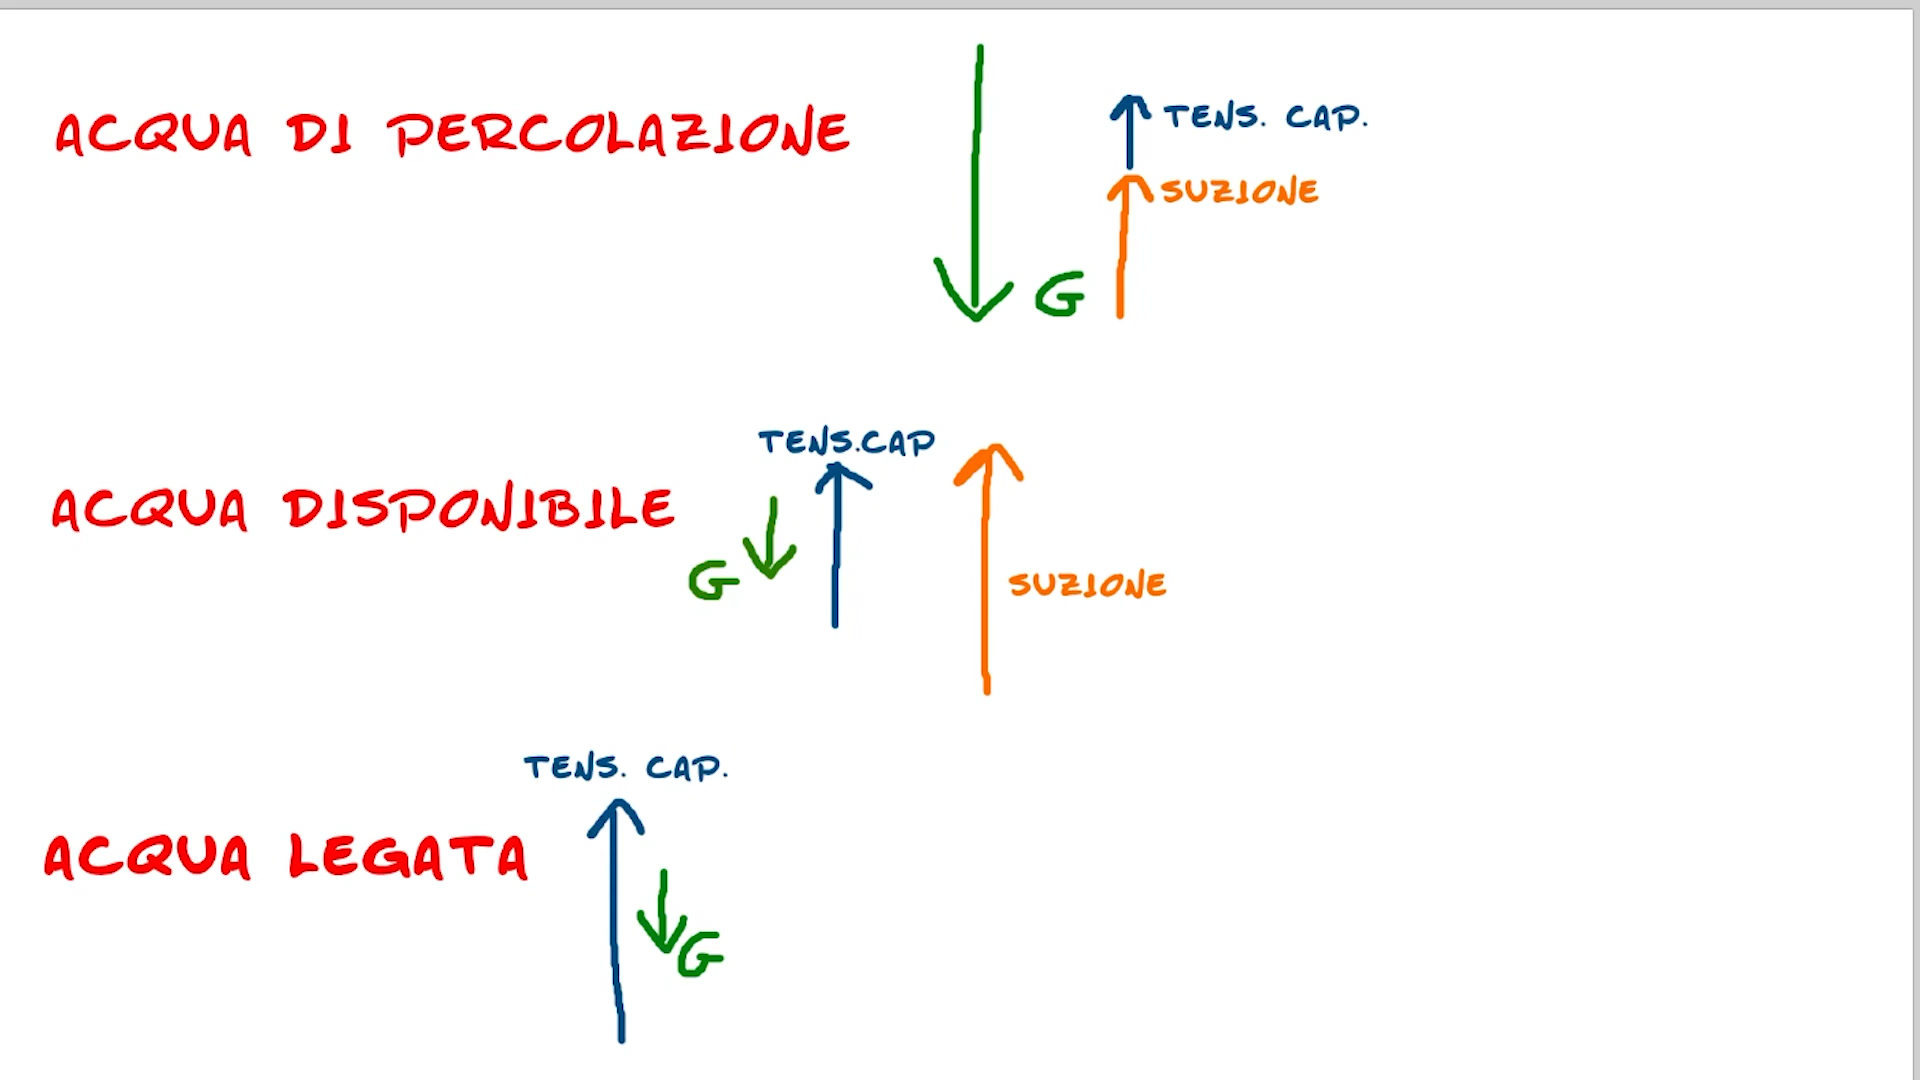 ACQUA DI PERCOLAZIONE
TENS. CAP.
SUZIONE
G
TENS.CAP
ACQUA DISPONIBILE
G
SUZIONE
TENS. CAP.
ACQUA LEGATA
G